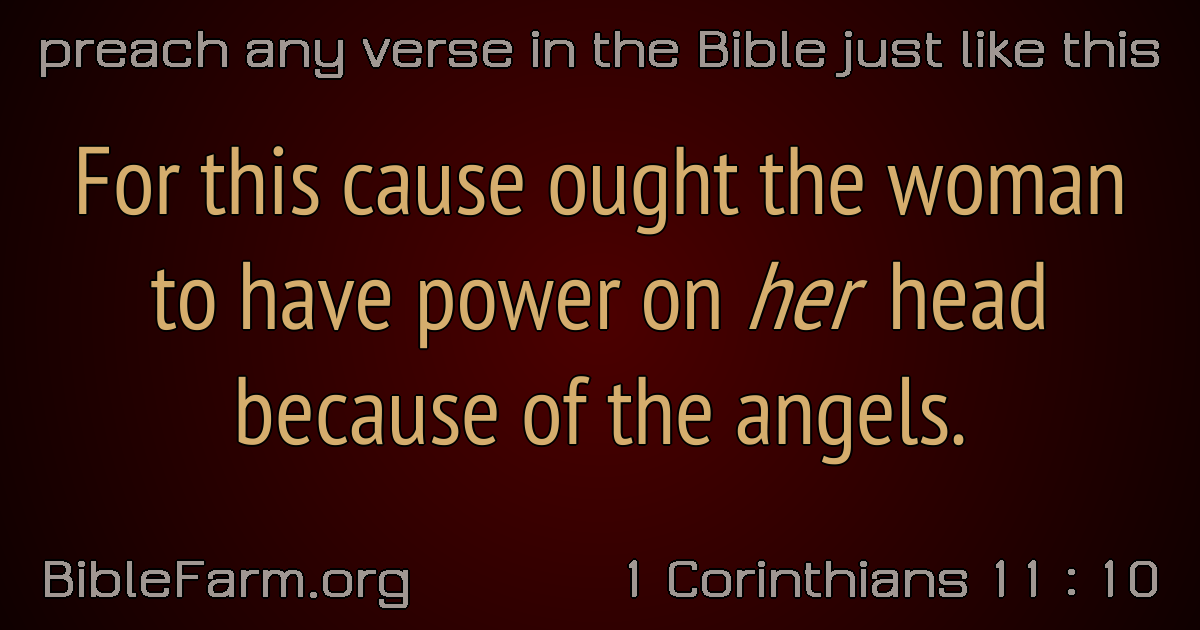 preach any verse in the Bible just like this
For this cause ought the woman
to have power on her head
because of the angels.
BibleFarm.org
1 Corinthians 11 : 10